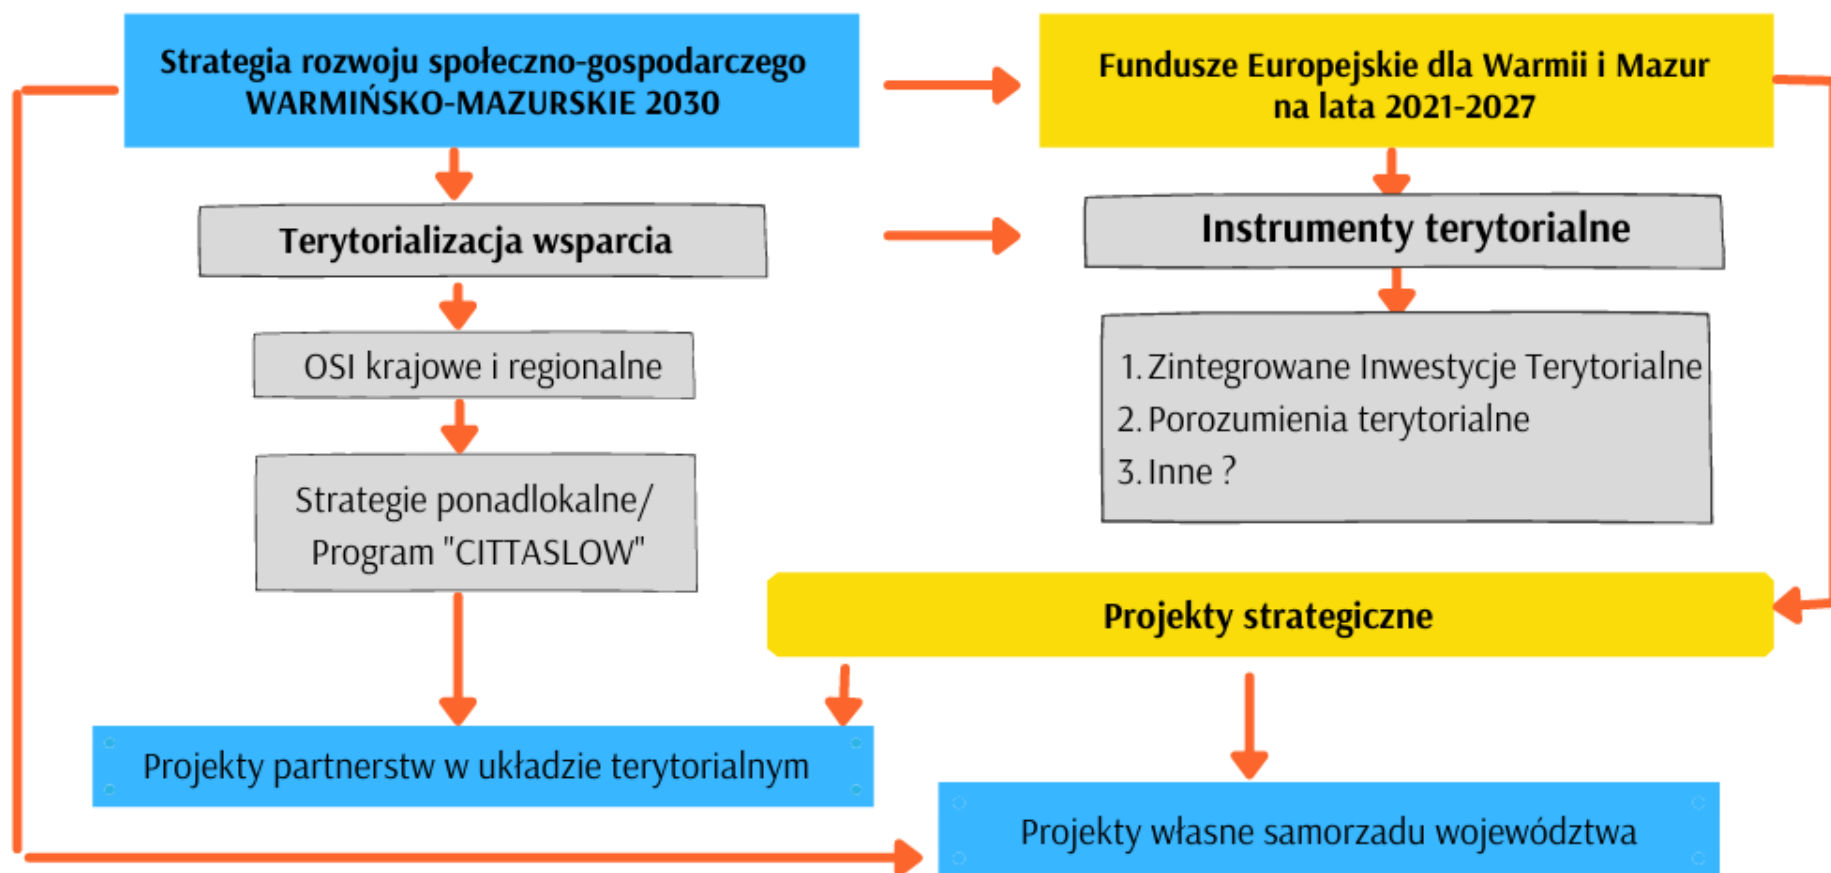 Strategia rozwoju społeczno-gospodarczego
WARMIŃSKO-MAZURSKIE 2030
Fundusze Europejskie dla Warmii i Mazur
na lata 2021-2027
Terytorializacja wsparcia
Instrumenty terytorialne
OSI krajowe i regionalne
1. Zintegrowane Inwestycje Terytorialne
2. Porozumienia terytorialne
3. Inne ?
Strategie ponadlokalne/
Program "CITTASLOW"
Projekty strategiczne
Projekty partnerstw w układzie terytorialnym
Projekty własne samorzadu województwa